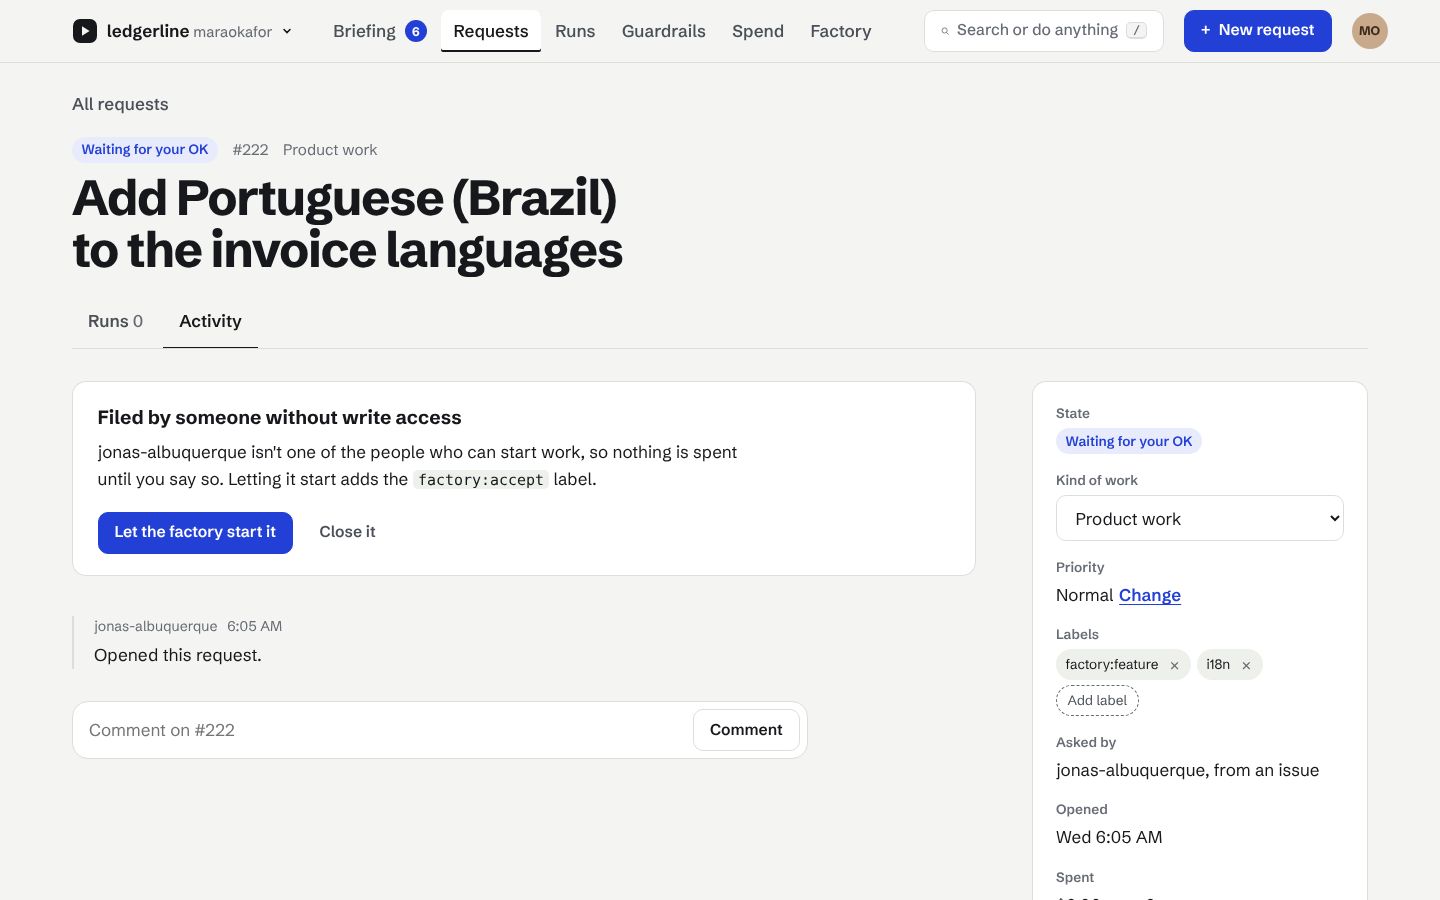 ledgerline maraokafor
Briefing 6
Requests
Runs
Guardrails
Spend
Factory
Search or do anything /
+ New request
MO
All requests
Waiting for your OK #222 Product work
Add Portuguese (Brazil)
to the invoice languages
Runs 0
Activity
Filed by someone without write access
jonas-albuquerque isn't one of the people who can start work, so nothing is spent
until you say so. Letting it start adds the factory:accept label.
Let the factory start it
Close it
jonas-albuquerque 6:05 AM
Opened this request.
Comment on #222
Comment
State
Waiting for your OK
Kind of work
Product work
Priority
Normal Change
Labels
factory:feature ×
i18n ×
Add label
Asked by
jonas-albuquerque, from an issue
Opened
Wed 6:05 AM
Spent